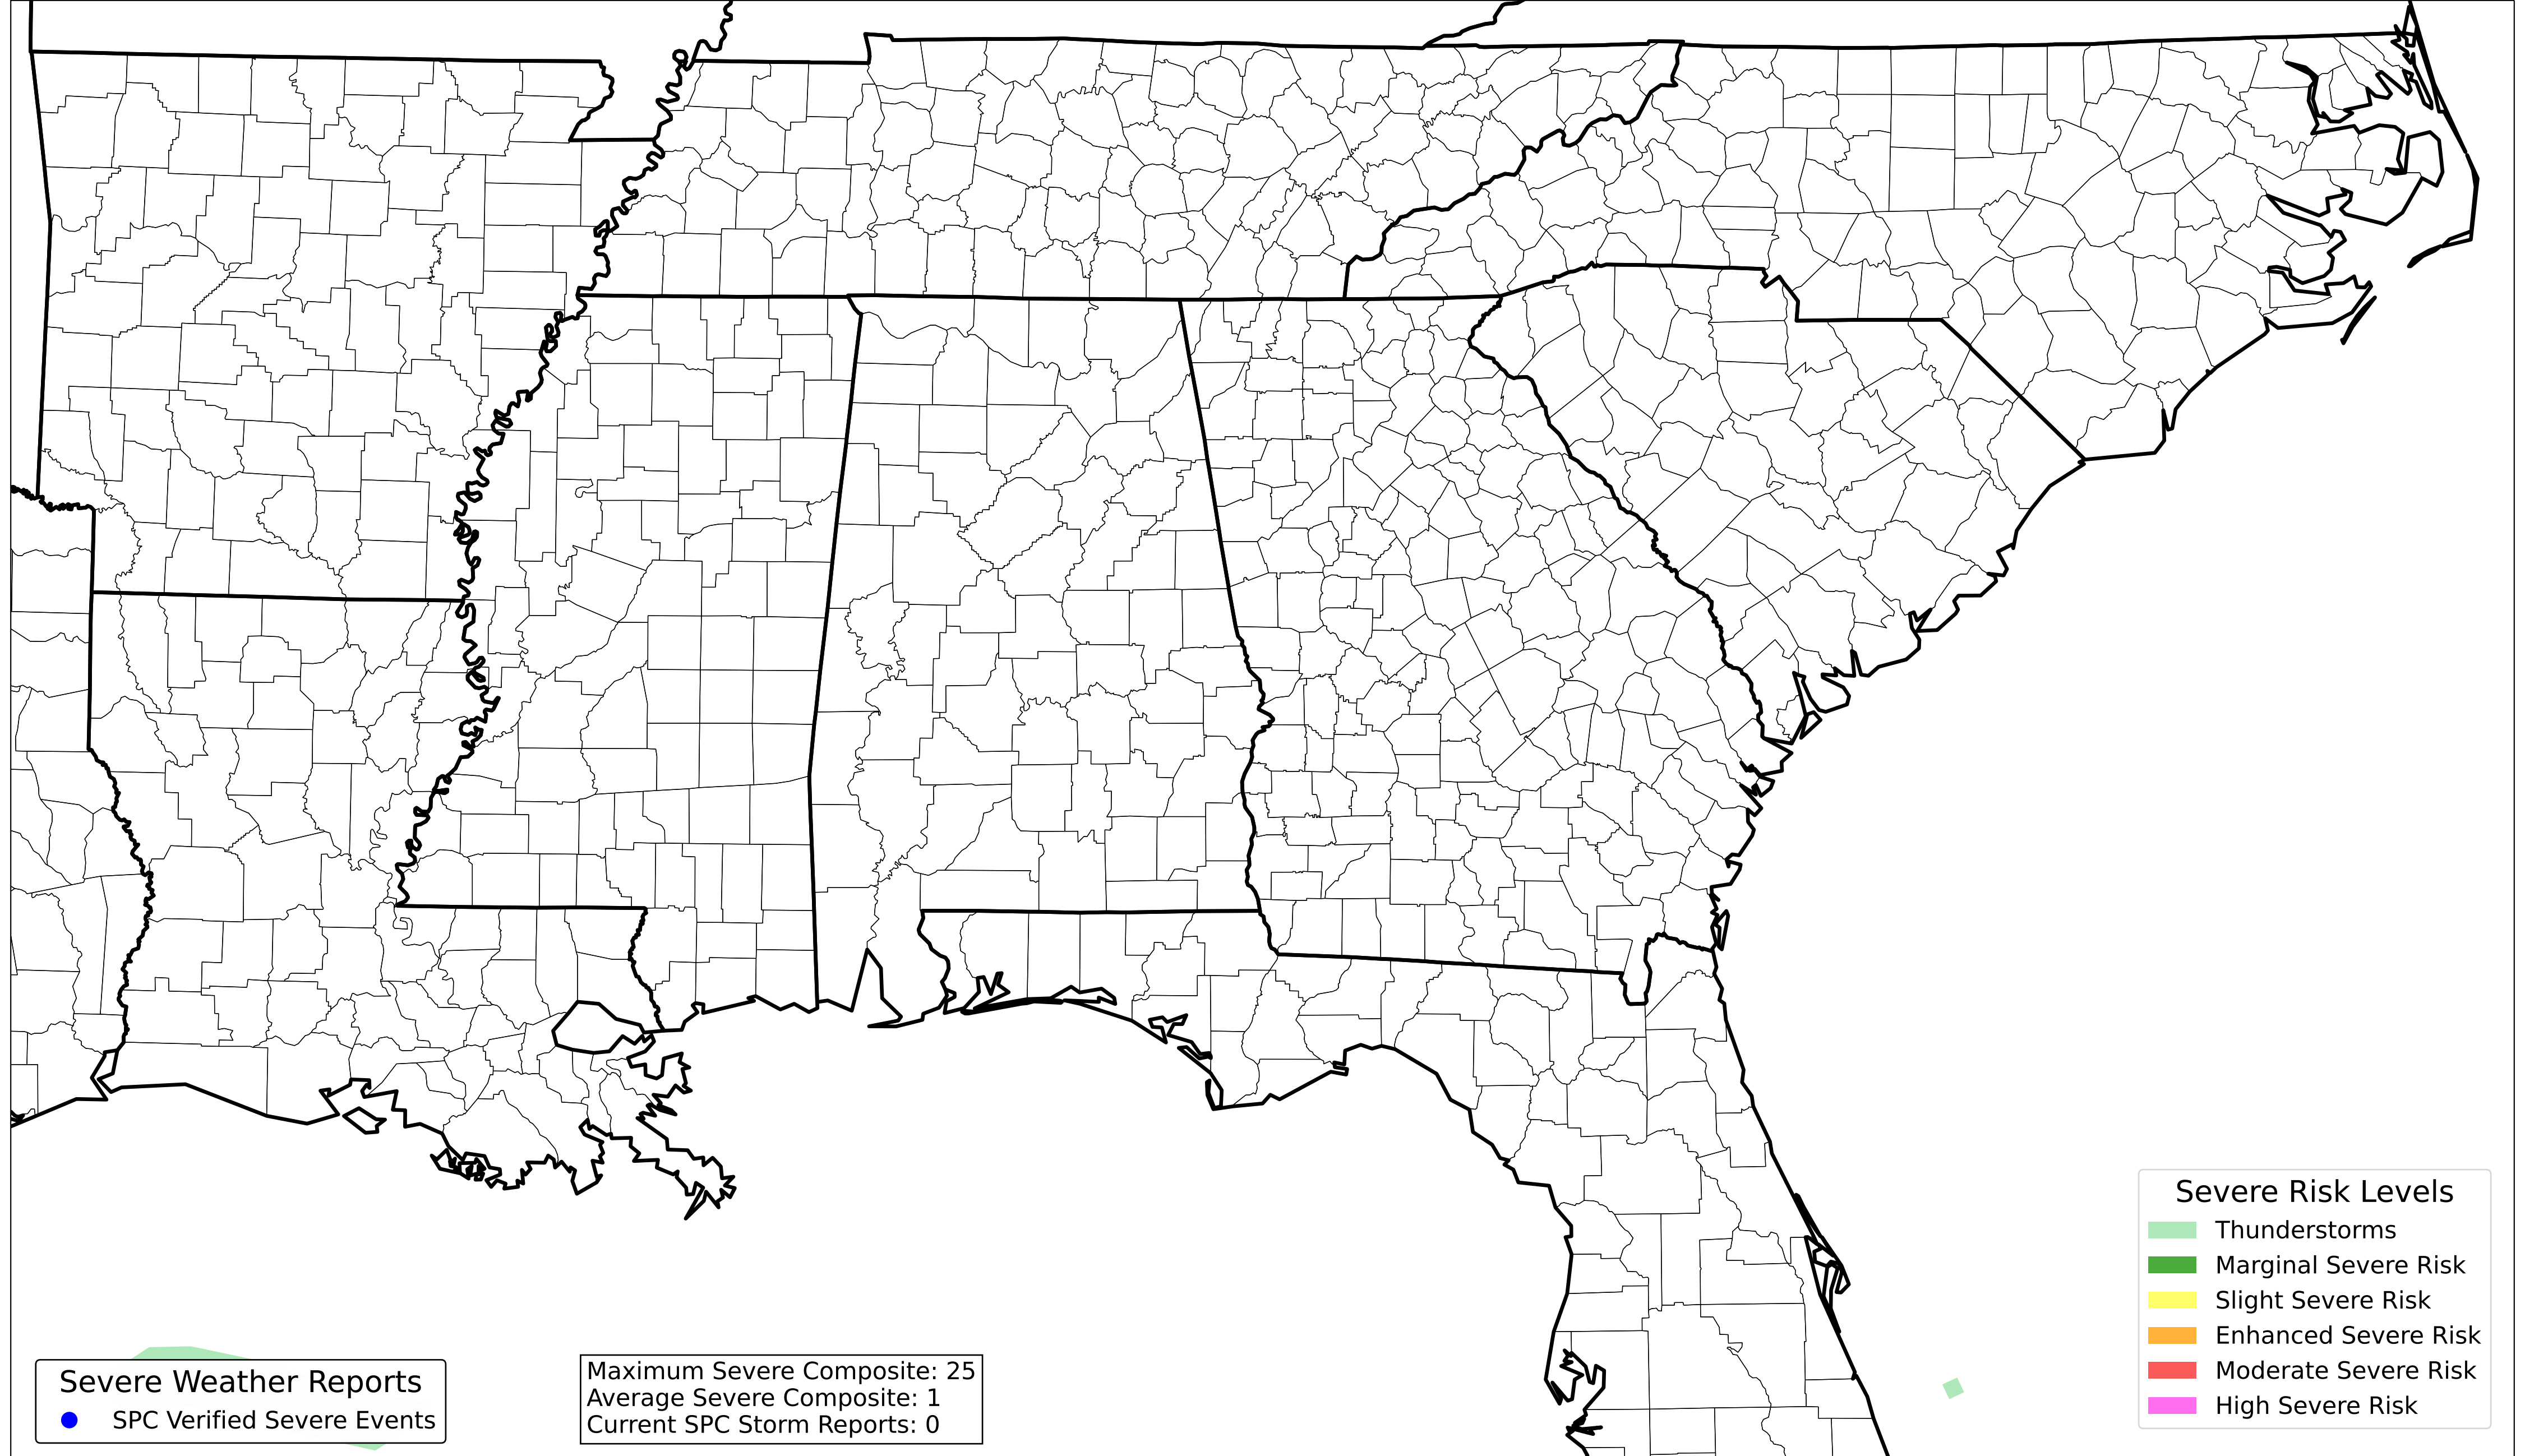 Severe Weather Reports
SPC Verified Severe Events
Maximum Severe Composite: 25
Average Severe Composite: 1
Current SPC Storm Reports: 0
Severe Risk Levels
Thunderstorms
Marginal Severe Risk
Slight Severe Risk
Enhanced Severe Risk
Moderate Severe Risk
High Severe Risk